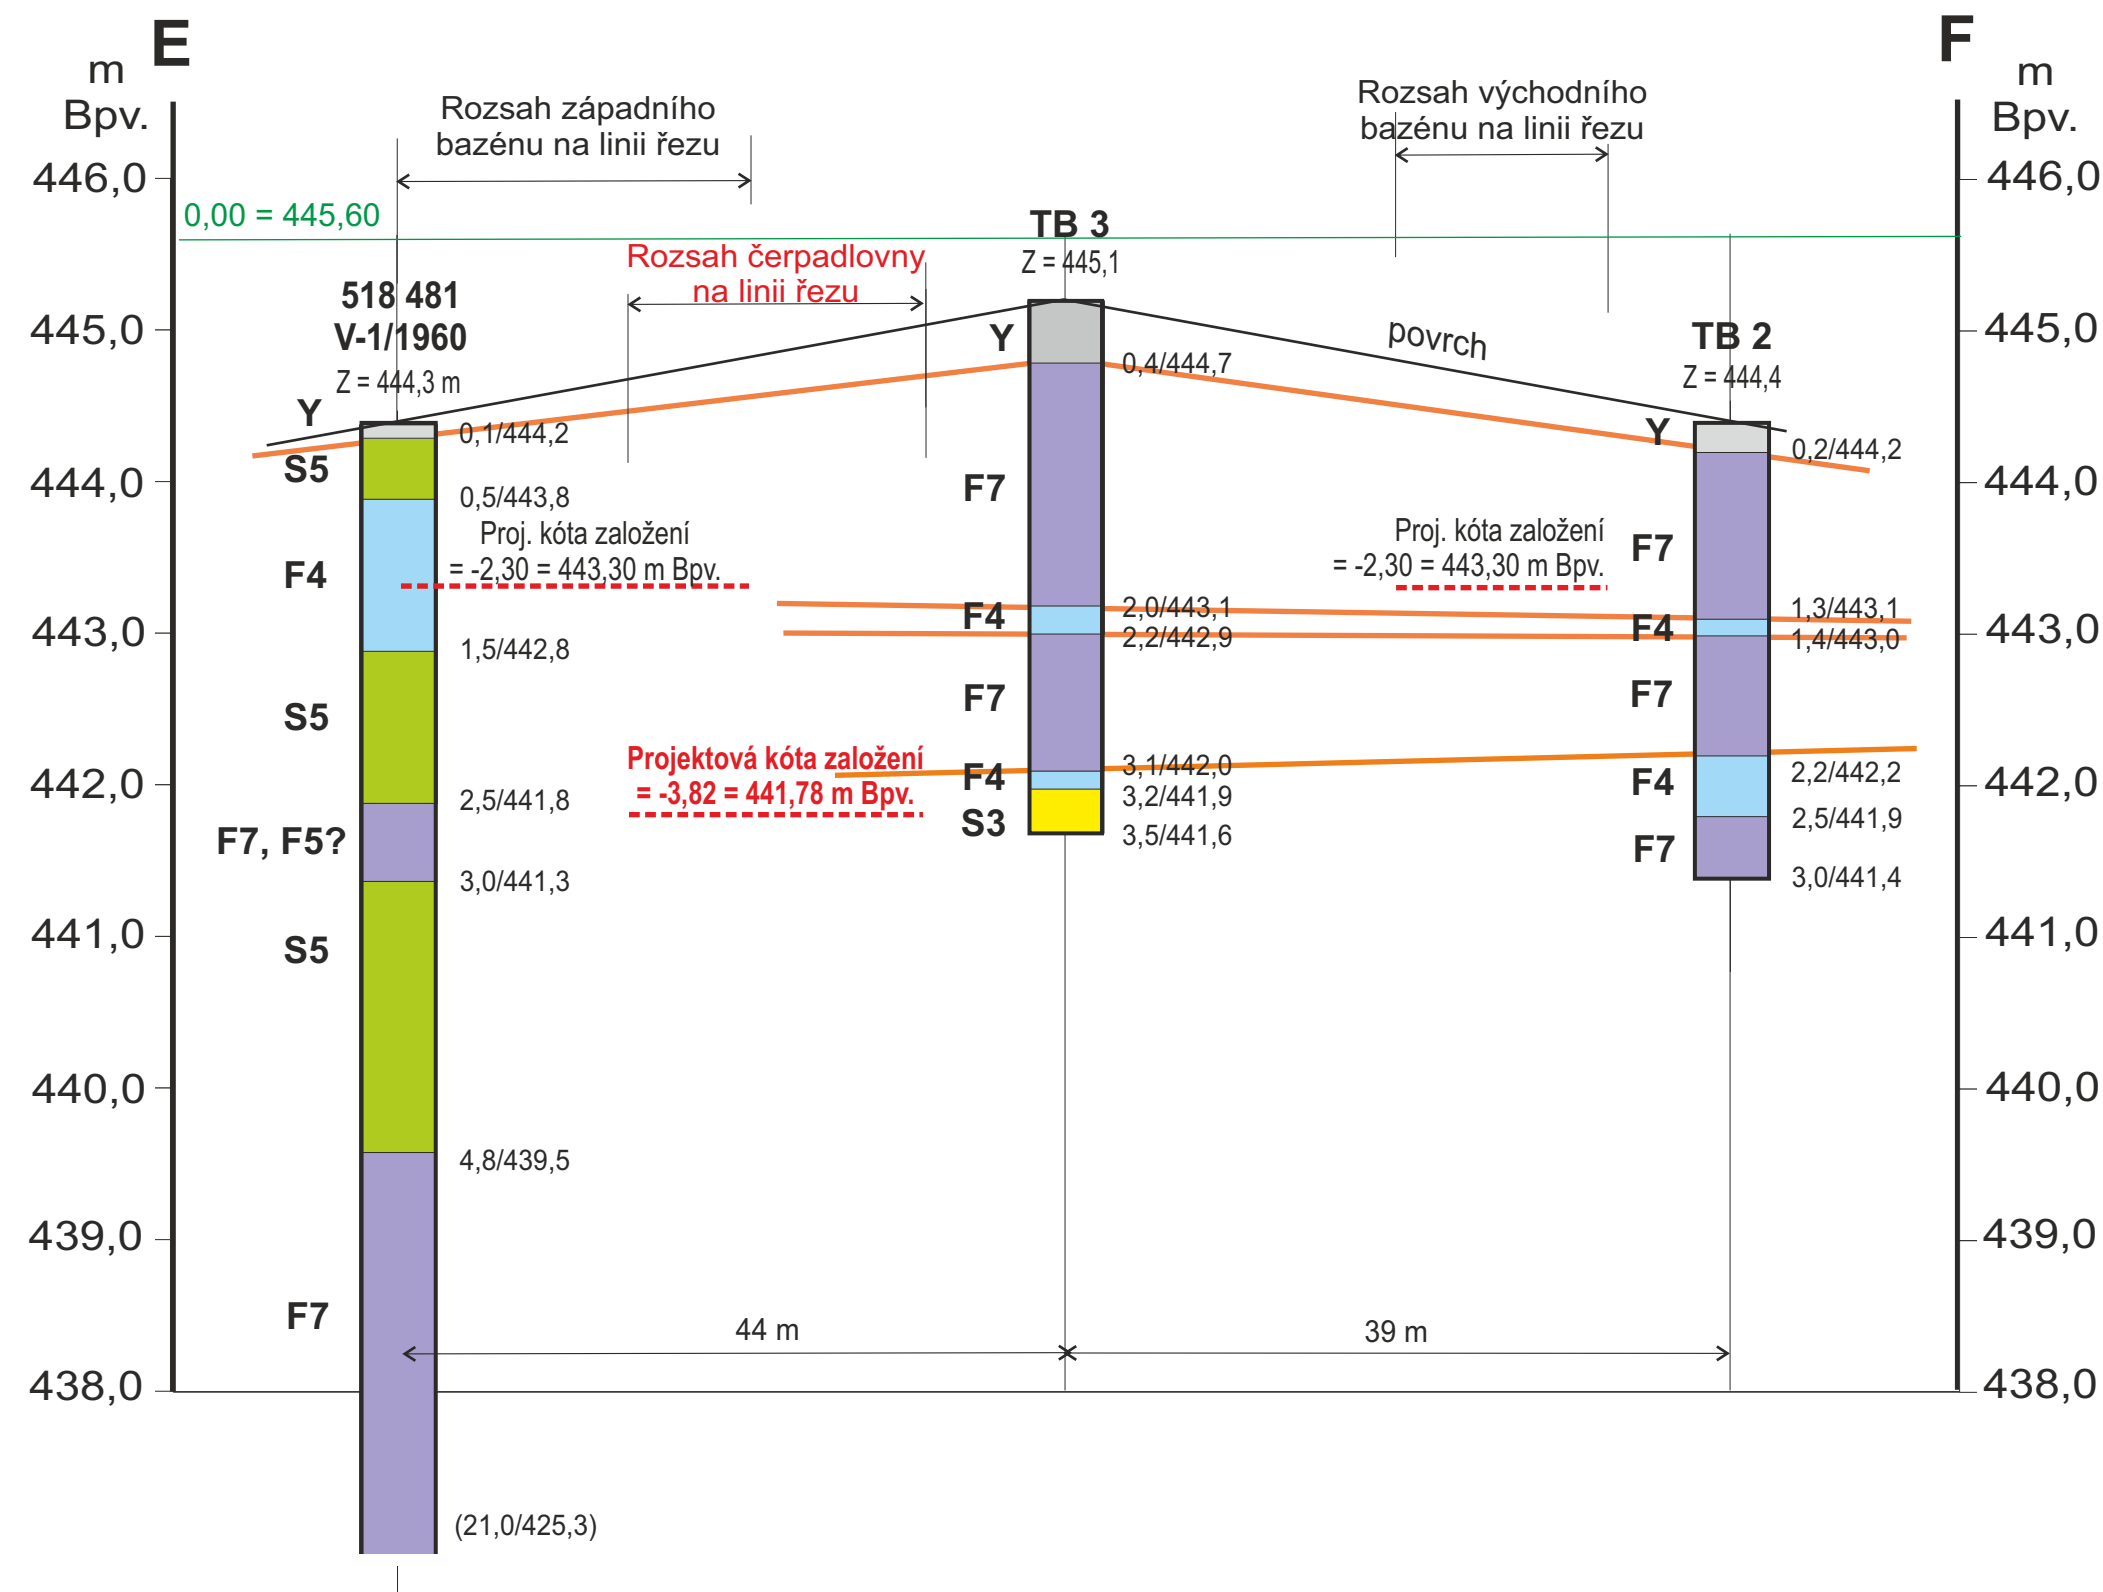 E
F
m
Bpv.
m
Bpv.
Rozsah západního
bazénu na linii řezu
Rozsah východního
bazénu na linii řezu
446,0
446,0
0,00 = 445,60
TB 3
Z = 445,1
Rozsah čerpadlovny
na linii řezu
518 481
V-1/1960
Z = 444,3 m
445,0
445,0
povrch
TB 2
Z = 444,4
Y
Y
Y
0,1/444,2
0,4/444,7
0,2/444,2
S5
444,0
444,0
0,5/443,8
F7
Proj. kóta založení
= -2,30 = 443,30 m Bpv.
Proj. kóta založení
= -2,30 = 443,30 m Bpv.
F7
F4
F4
2,0/443,1
2,2/442,9
F4
1,3/443,1
1,4/443,0
443,0
443,0
1,5/442,8
S5
F7
F7
Projektová kóta založení
= -3,82 = 441,78 m Bpv.
442,0
442,0
F4
3,1/442,0
3,2/441,9
S3
3,5/441,6
F4
2,2/442,2
2,5/441,9
F7
3,0/441,4
2,5/441,8
F7, F5?
3,0/441,3
S5
441,0
441,0
440,0
440,0
4,8/439,5
439,0
439,0
F7
44 m
39 m
438,0
438,0
(21,0/425,3)